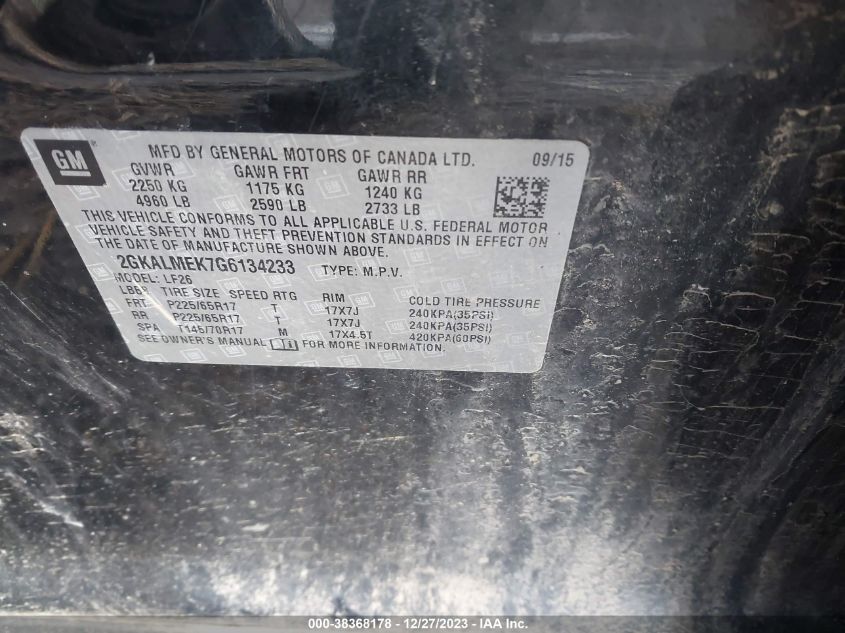 GM
MFD BY GENERAL MOTORS OF CANADA LTD. 09/15
GVWR GAWR FRT GAWR RR
2250 KG 1175 KG 1240 KG
4960 LB 2590 LB 2733 LB
THIS VEHICLE CONFORMS TO ALL APPLICABLE U.S. FEDERAL MOTOR
VEHICLE SAFETY AND THEFT PREVENTION STANDARDS IN EFFECT ON
THE DATE OF MANUFACTURE SHOWN ABOVE.
2GKALMEK7G6134233 TYPE: M.P.V.
MODEL: LF26
TIRE SIZE SPEED RTG RIM COLD TIRE PRESSURE
FRT P225/65R17 T 17X7J 240KPA(35PSI)
RR P225/65R17 T 17X7J 240KPA(35PSI)
SPA T145/70R17 M 17X4.5T 420KPA(60PSI)
SEE OWNER'S MANUAL FOR MORE INFORMATION.
000-38368178 - 12/27/2023 - IAA Inc.